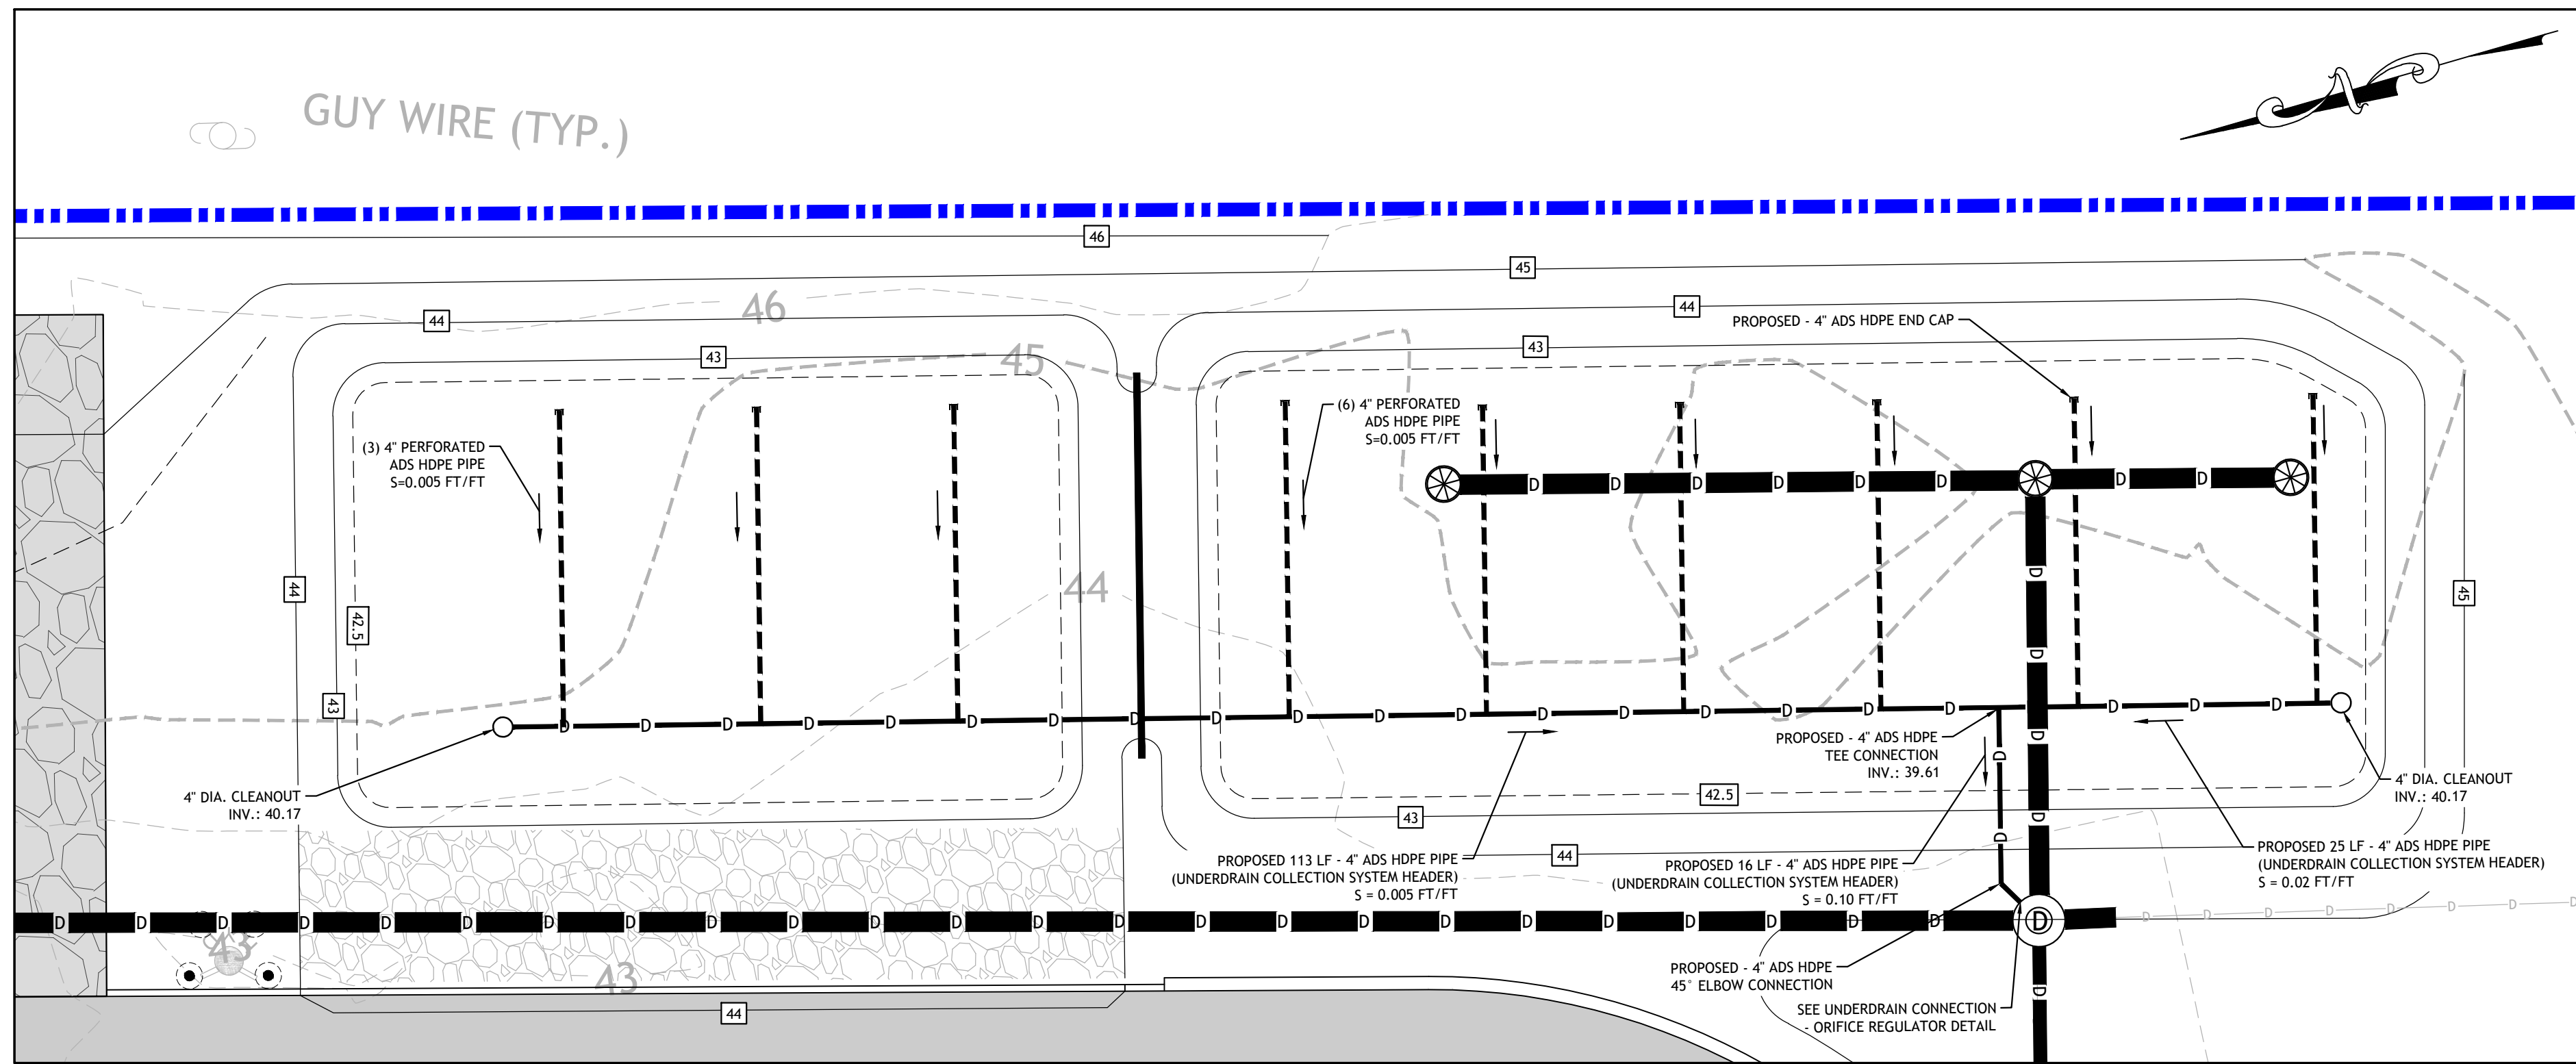 GUY WIRE (TYP.)
N
46
45
46
44
44
PROPOSED - 4" ADS HDPE END CAP
43
45
43
(6) 4" PERFORATED
ADS HDPE PIPE
S=0.005 FT/FT
(3) 4" PERFORATED
ADS HDPE PIPE
S=0.005 FT/FT
D D D D D D D D
D
44
44
45
42.5
D
43
D D D D D D D D D D D D D D D D D D D D D
D
PROPOSED - 4" ADS HDPE
TEE CONNECTION
INV.: 39.61
D
4" DIA. CLEANOUT
INV.: 40.17
4" DIA. CLEANOUT
INV.: 40.17
42.5
43
D
D
44
PROPOSED 113 LF - 4" ADS HDPE PIPE
(UNDERDRAIN COLLECTION SYSTEM HEADER)
S = 0.005 FT/FT
PROPOSED 16 LF - 4" ADS HDPE PIPE
(UNDERDRAIN COLLECTION SYSTEM HEADER)
S = 0.10 FT/FT
PROPOSED 25 LF - 4" ADS HDPE PIPE
(UNDERDRAIN COLLECTION SYSTEM HEADER)
S = 0.02 FT/FT
D D D D D D D D D D D D D D D D D D D D D D D D D
D D D D D D D D
43
43
PROPOSED - 4" ADS HDPE
45° ELBOW CONNECTION
D
44
SEE UNDERDRAIN CONNECTION
- ORIFICE REGULATOR DETAIL